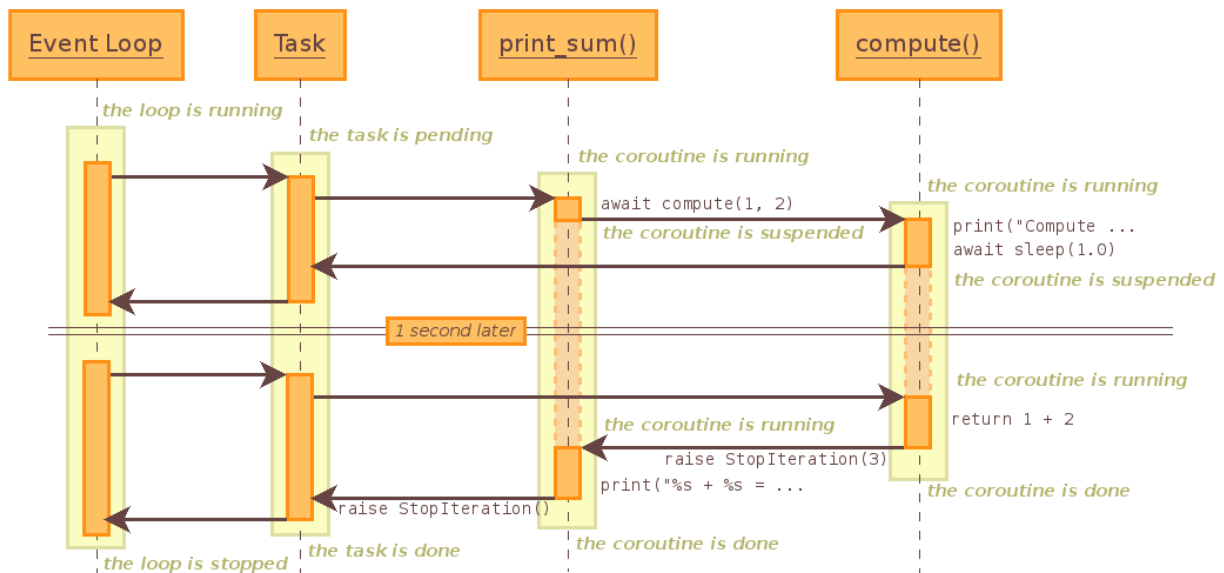 Event Loop
Task
print_sum()
compute()
the loop is running
the task is pending
the coroutine is running
the coroutine is running
await compute(1, 2)
print("Compute ...
the coroutine is suspended
await sleep(1.0)
the coroutine is suspended
1 second later
the coroutine is running
return 1 + 2
the coroutine is running
raise StopIteration(3)
print("%s + %s = ...
the coroutine is done
raise StopIteration()
the coroutine is done
the task is done
the loop is stopped